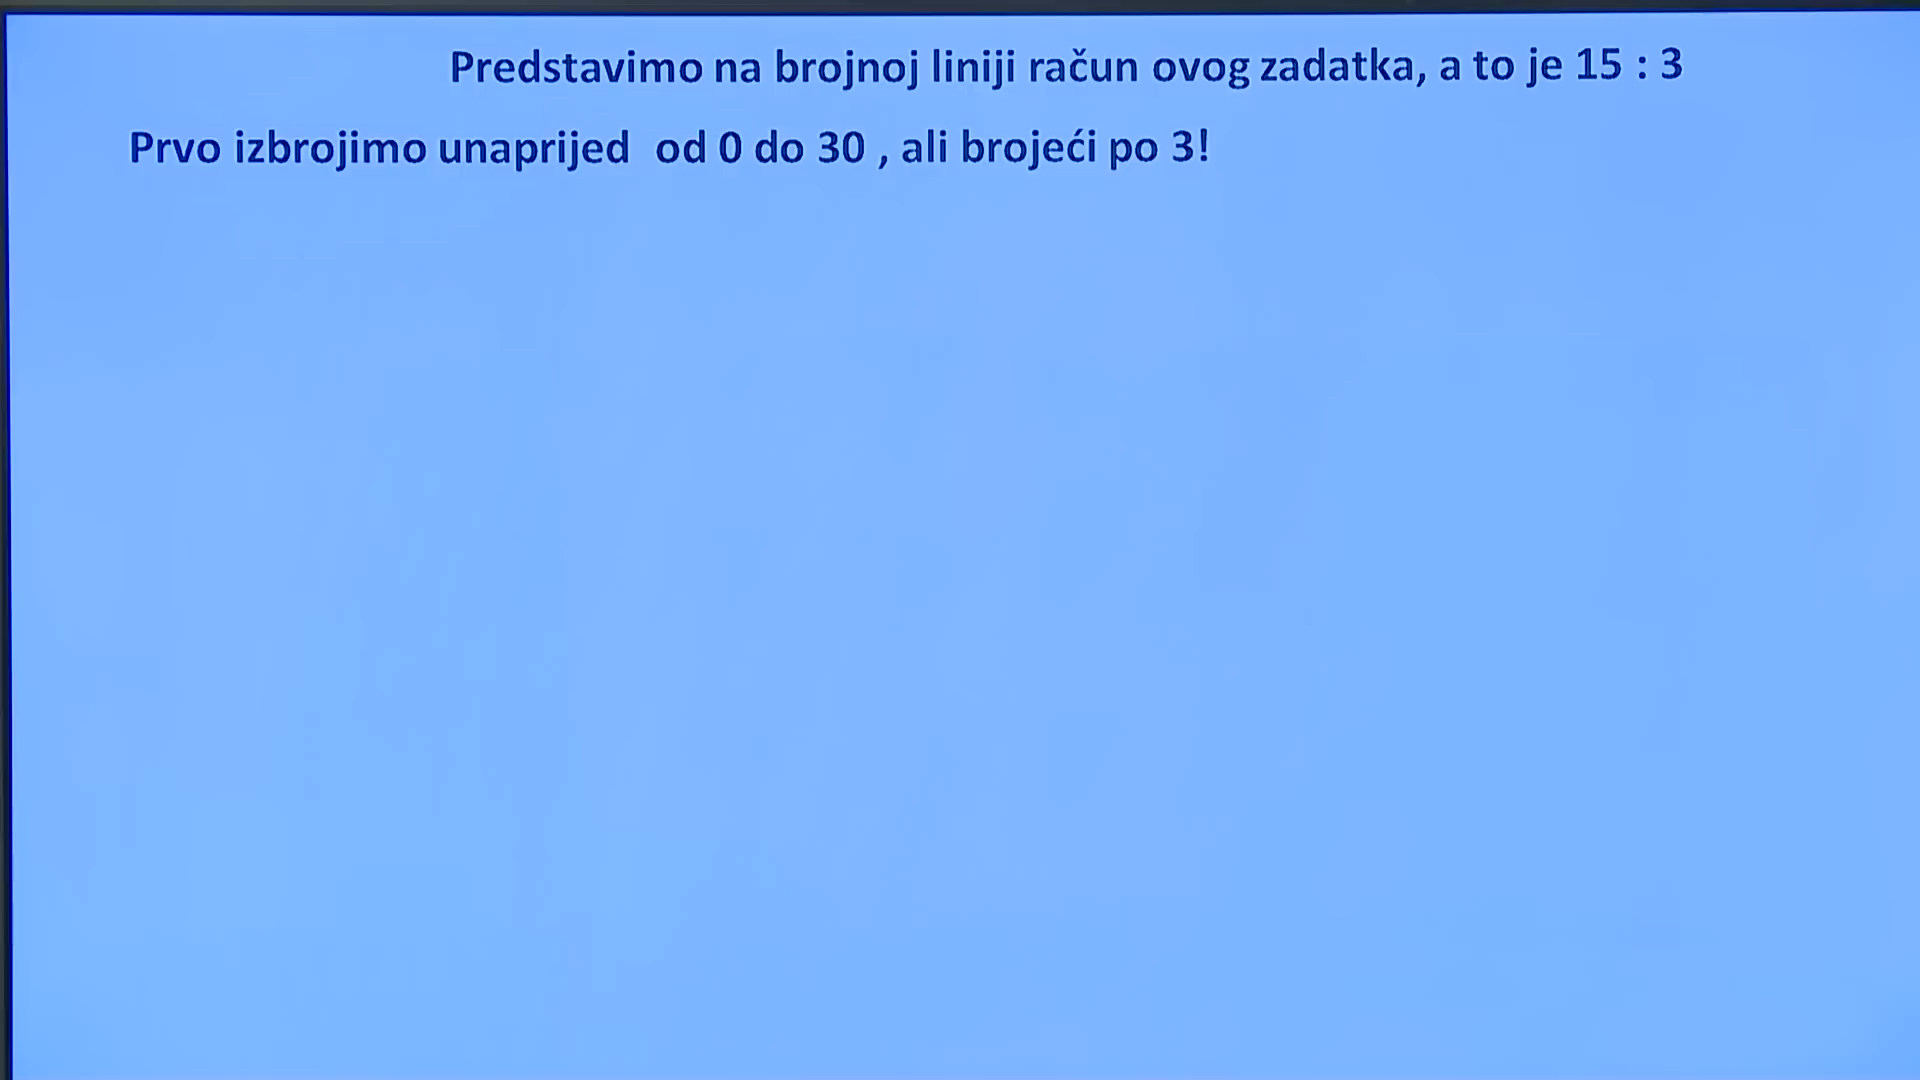 Predstavimo na brojnoj liniji račun ovog zadatka, a to je 15 : 3
Prvo izbrojimo unaprijed od 0 do 30 , ali brojeći po 3!